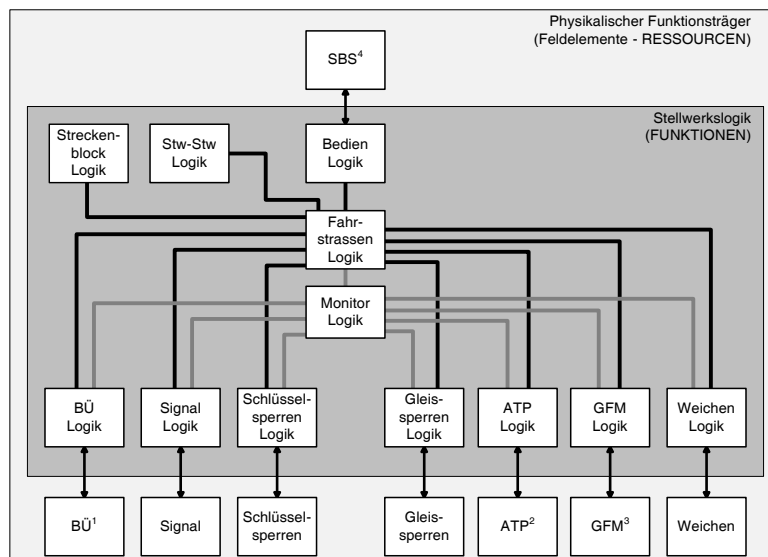 Physikalischer Funktionsträger
(Feldelemente - RESSOURCEN)
SBS⁴
Stellwerkslogik
(FUNKTIONEN)
Strecken-
block
Logik
Stw-Stw
Logik
Bedien
Logik
Fahr-
strassen
Logik
Monitor
Logik
BÜ
Logik
Signal
Logik
Schlüssel-
sperren
Logik
Gleis-
sperren
Logik
ATP
Logik
GFM
Logik
Weichen
Logik
BÜ¹
Signal
Schlüssel-
sperren
Gleis-
sperren
ATP²
GFM³
Weichen